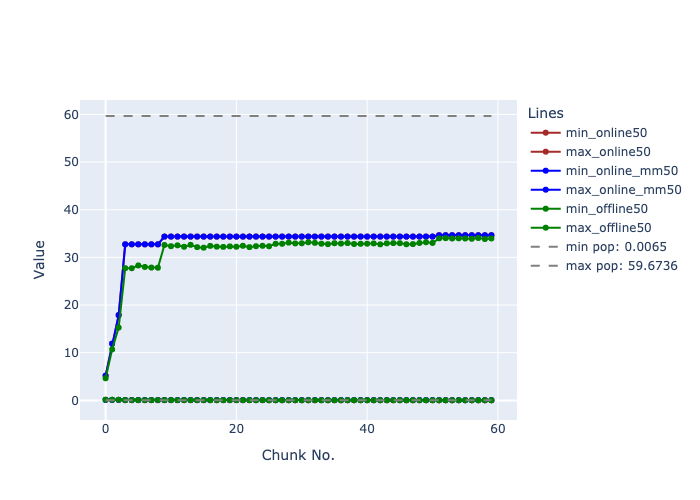 Lines
min_online50
max_online50
min_online_mm50
max_online_mm50
min_offline50
max_offline50
min pop: 0.0065
max pop: 59.6736
Value
60
50
40
30
20
10
0
0 20 40 60
Chunk No.